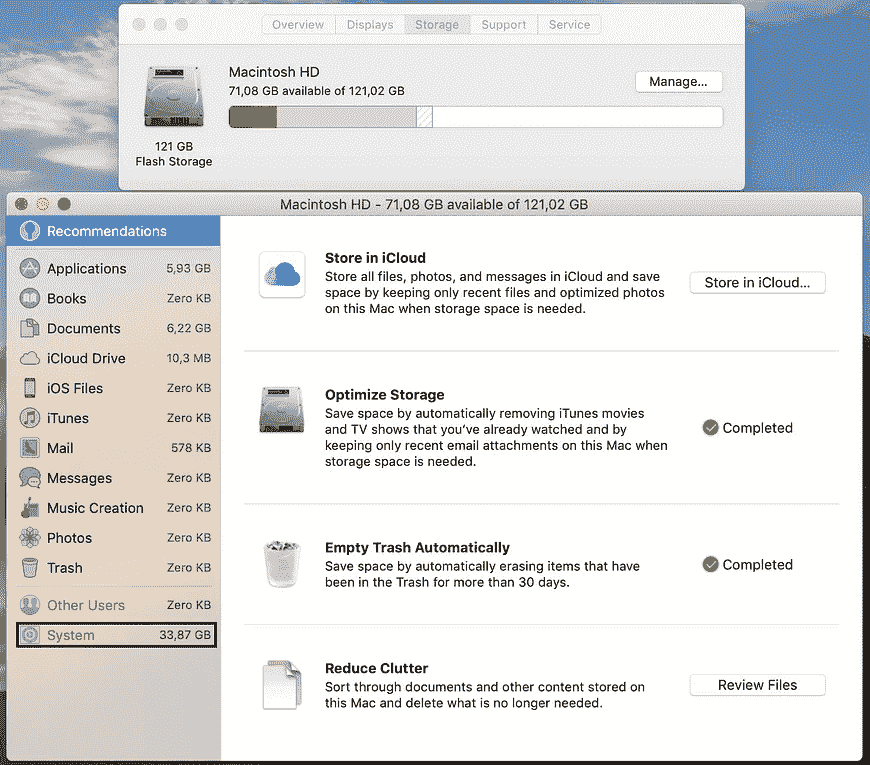 Overview Displays Storage Support Service
Macintosh HD
71,08 GB available of 121,02 GB
Manage...
121 GB
Flash Storage
Macintosh HD - 71,08 GB available of 121,02 GB
Recommendations
Applications 5,93 GB
Books Zero KB
Documents 6,22 GB
iCloud Drive 10,3 MB
iOS Files Zero KB
iTunes Zero KB
Mail 578 KB
Messages Zero KB
Music Creation Zero KB
Photos Zero KB
Trash Zero KB
Other Users Zero KB
System 33,87 GB
Store in iCloud
Store all files, photos, and messages in iCloud and save
space by keeping only recent files and optimized photos
on this Mac when storage space is needed.
Store in iCloud...
Optimize Storage
Save space by automatically removing iTunes movies
and TV shows that you've already watched and by
keeping only recent email attachments on this Mac when
storage space is needed.
Completed
Empty Trash Automatically
Save space by automatically erasing items that have
been in the Trash for more than 30 days.
Completed
Reduce Clutter
Sort through documents and other content stored on
this Mac and delete what is no longer needed.
Review Files